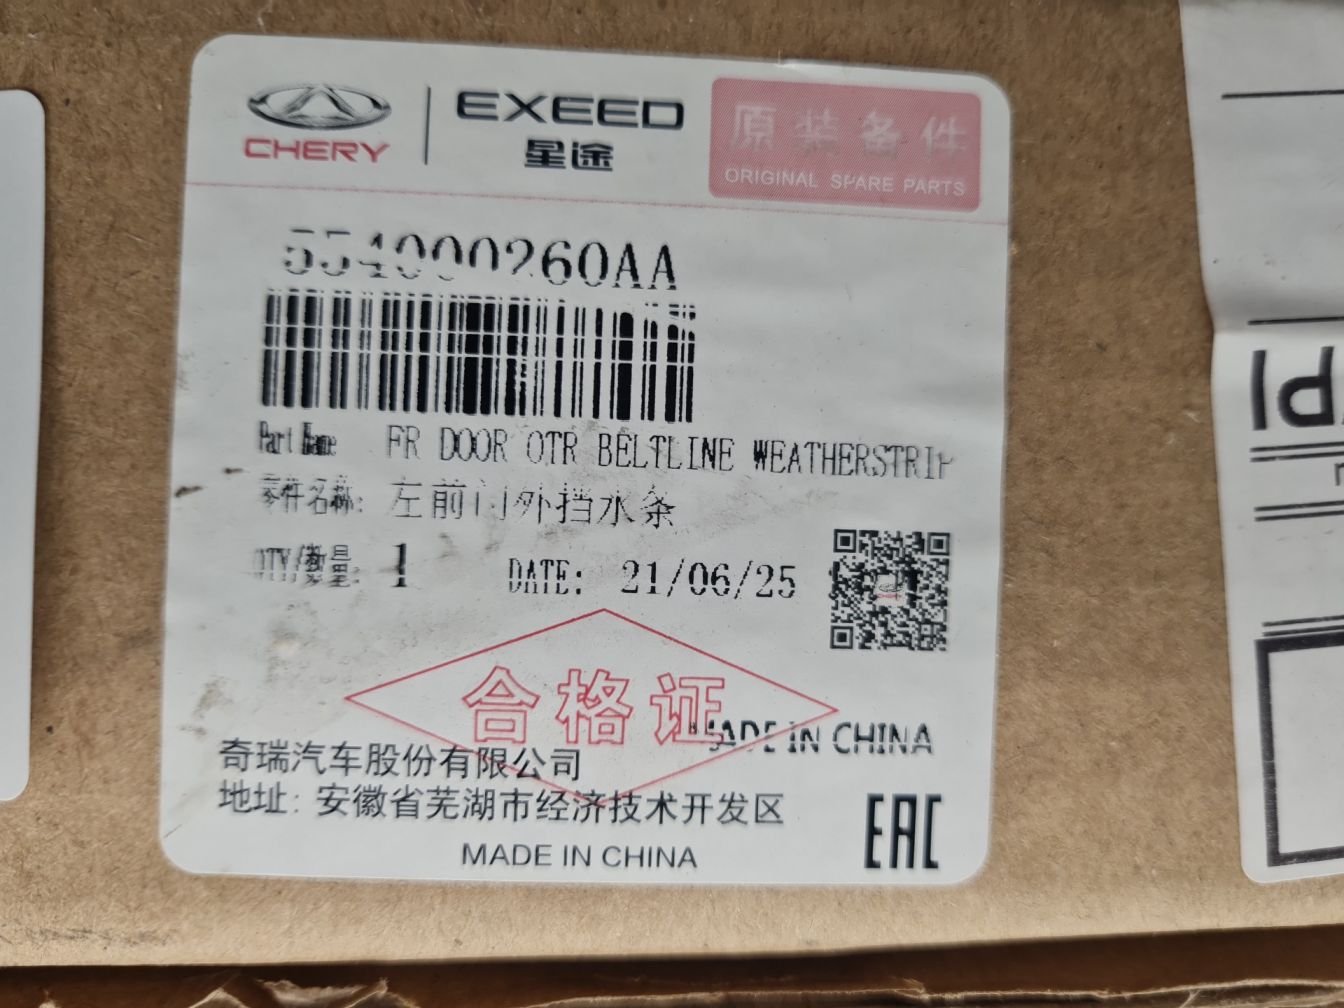 CHERY
EXEED
星途
原装备件
ORIGINAL SPARE PARTS
554000260AA
Part Name FR DOOR OTR BELTLINE WEATHERSTRIP
零件名称: 左前门外挡水条
QTY/数量: 1 DATE: 21/06/25
合格证
MADE IN CHINA
奇瑞汽车股份有限公司
地址: 安徽省芜湖市经济技术开发区
MADE IN CHINA
EAC